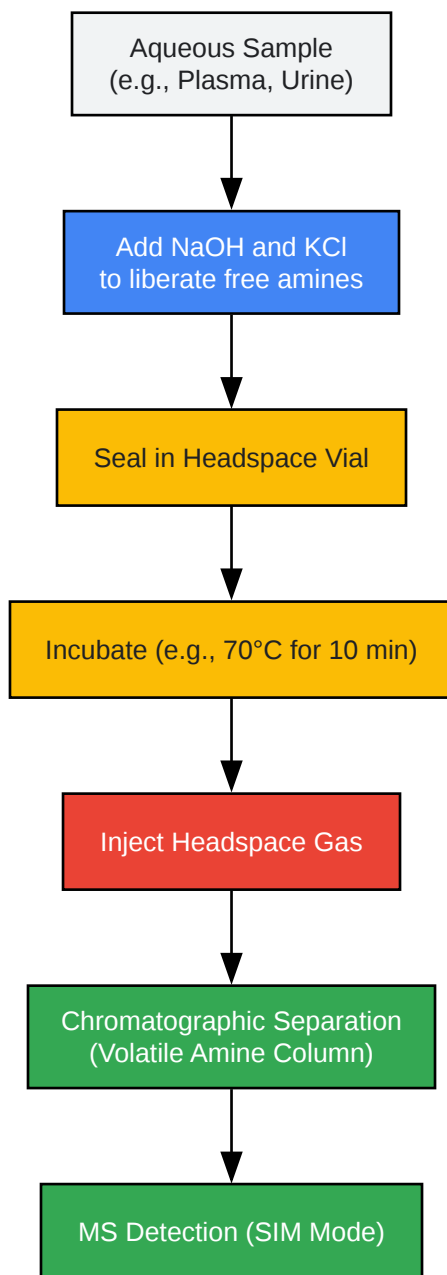 Aqueous Sample
(e.g., Plasma, Urine)
Add NaOH and KCl
to liberate free amines
Seal in Headspace Vial
Incubate (e.g., 70°C for 10 min)
Inject Headspace Gas
Chromatographic Separation
(Volatile Amine Column)
MS Detection (SIM Mode)